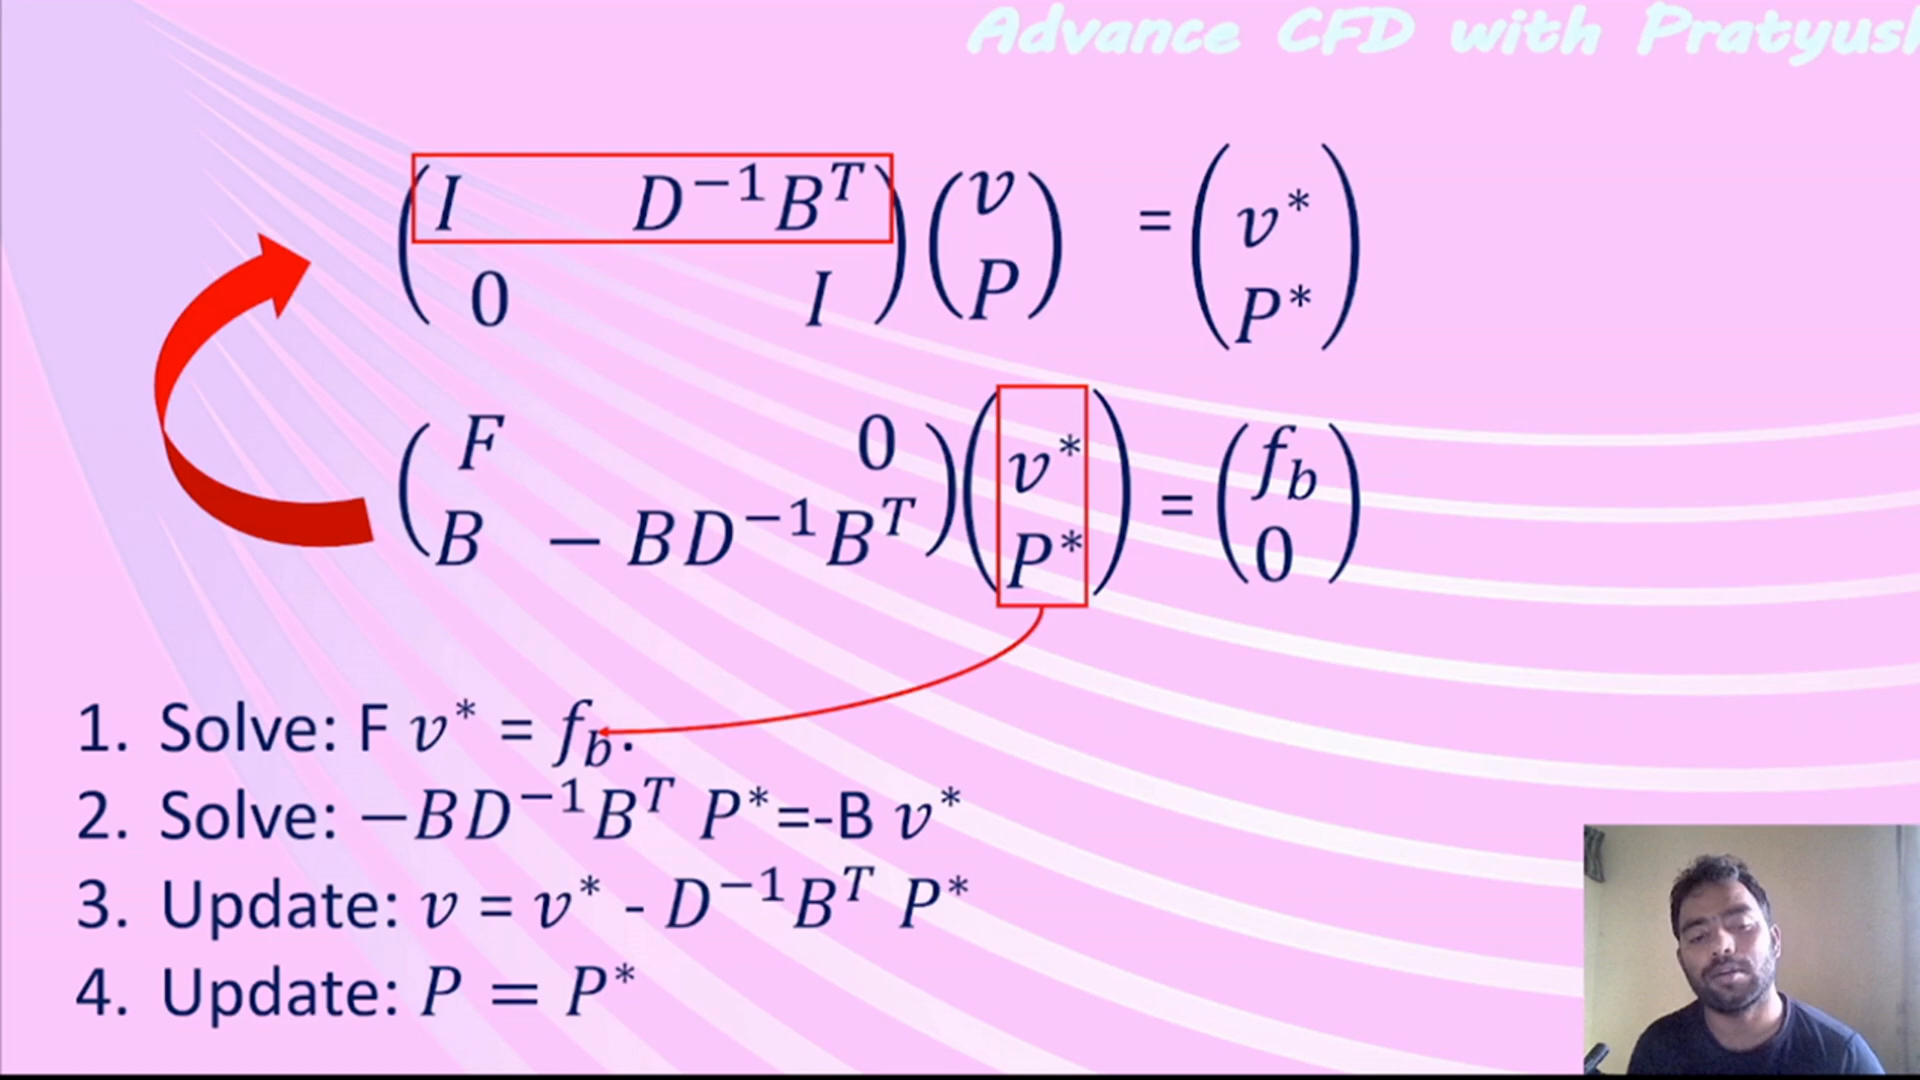 Advance CFD with Pratyush
(I D⁻¹Bᵀ) (v) = (v*)
(0 I) (P) (P*)
(F 0) (v*) = (f_b)
(B − BD⁻¹Bᵀ) (P*) (0)
1. Solve: F v* = f_b.
2. Solve: −BD⁻¹Bᵀ P*=-B v*
3. Update: v = v* - D⁻¹Bᵀ P*
4. Update: P = P*